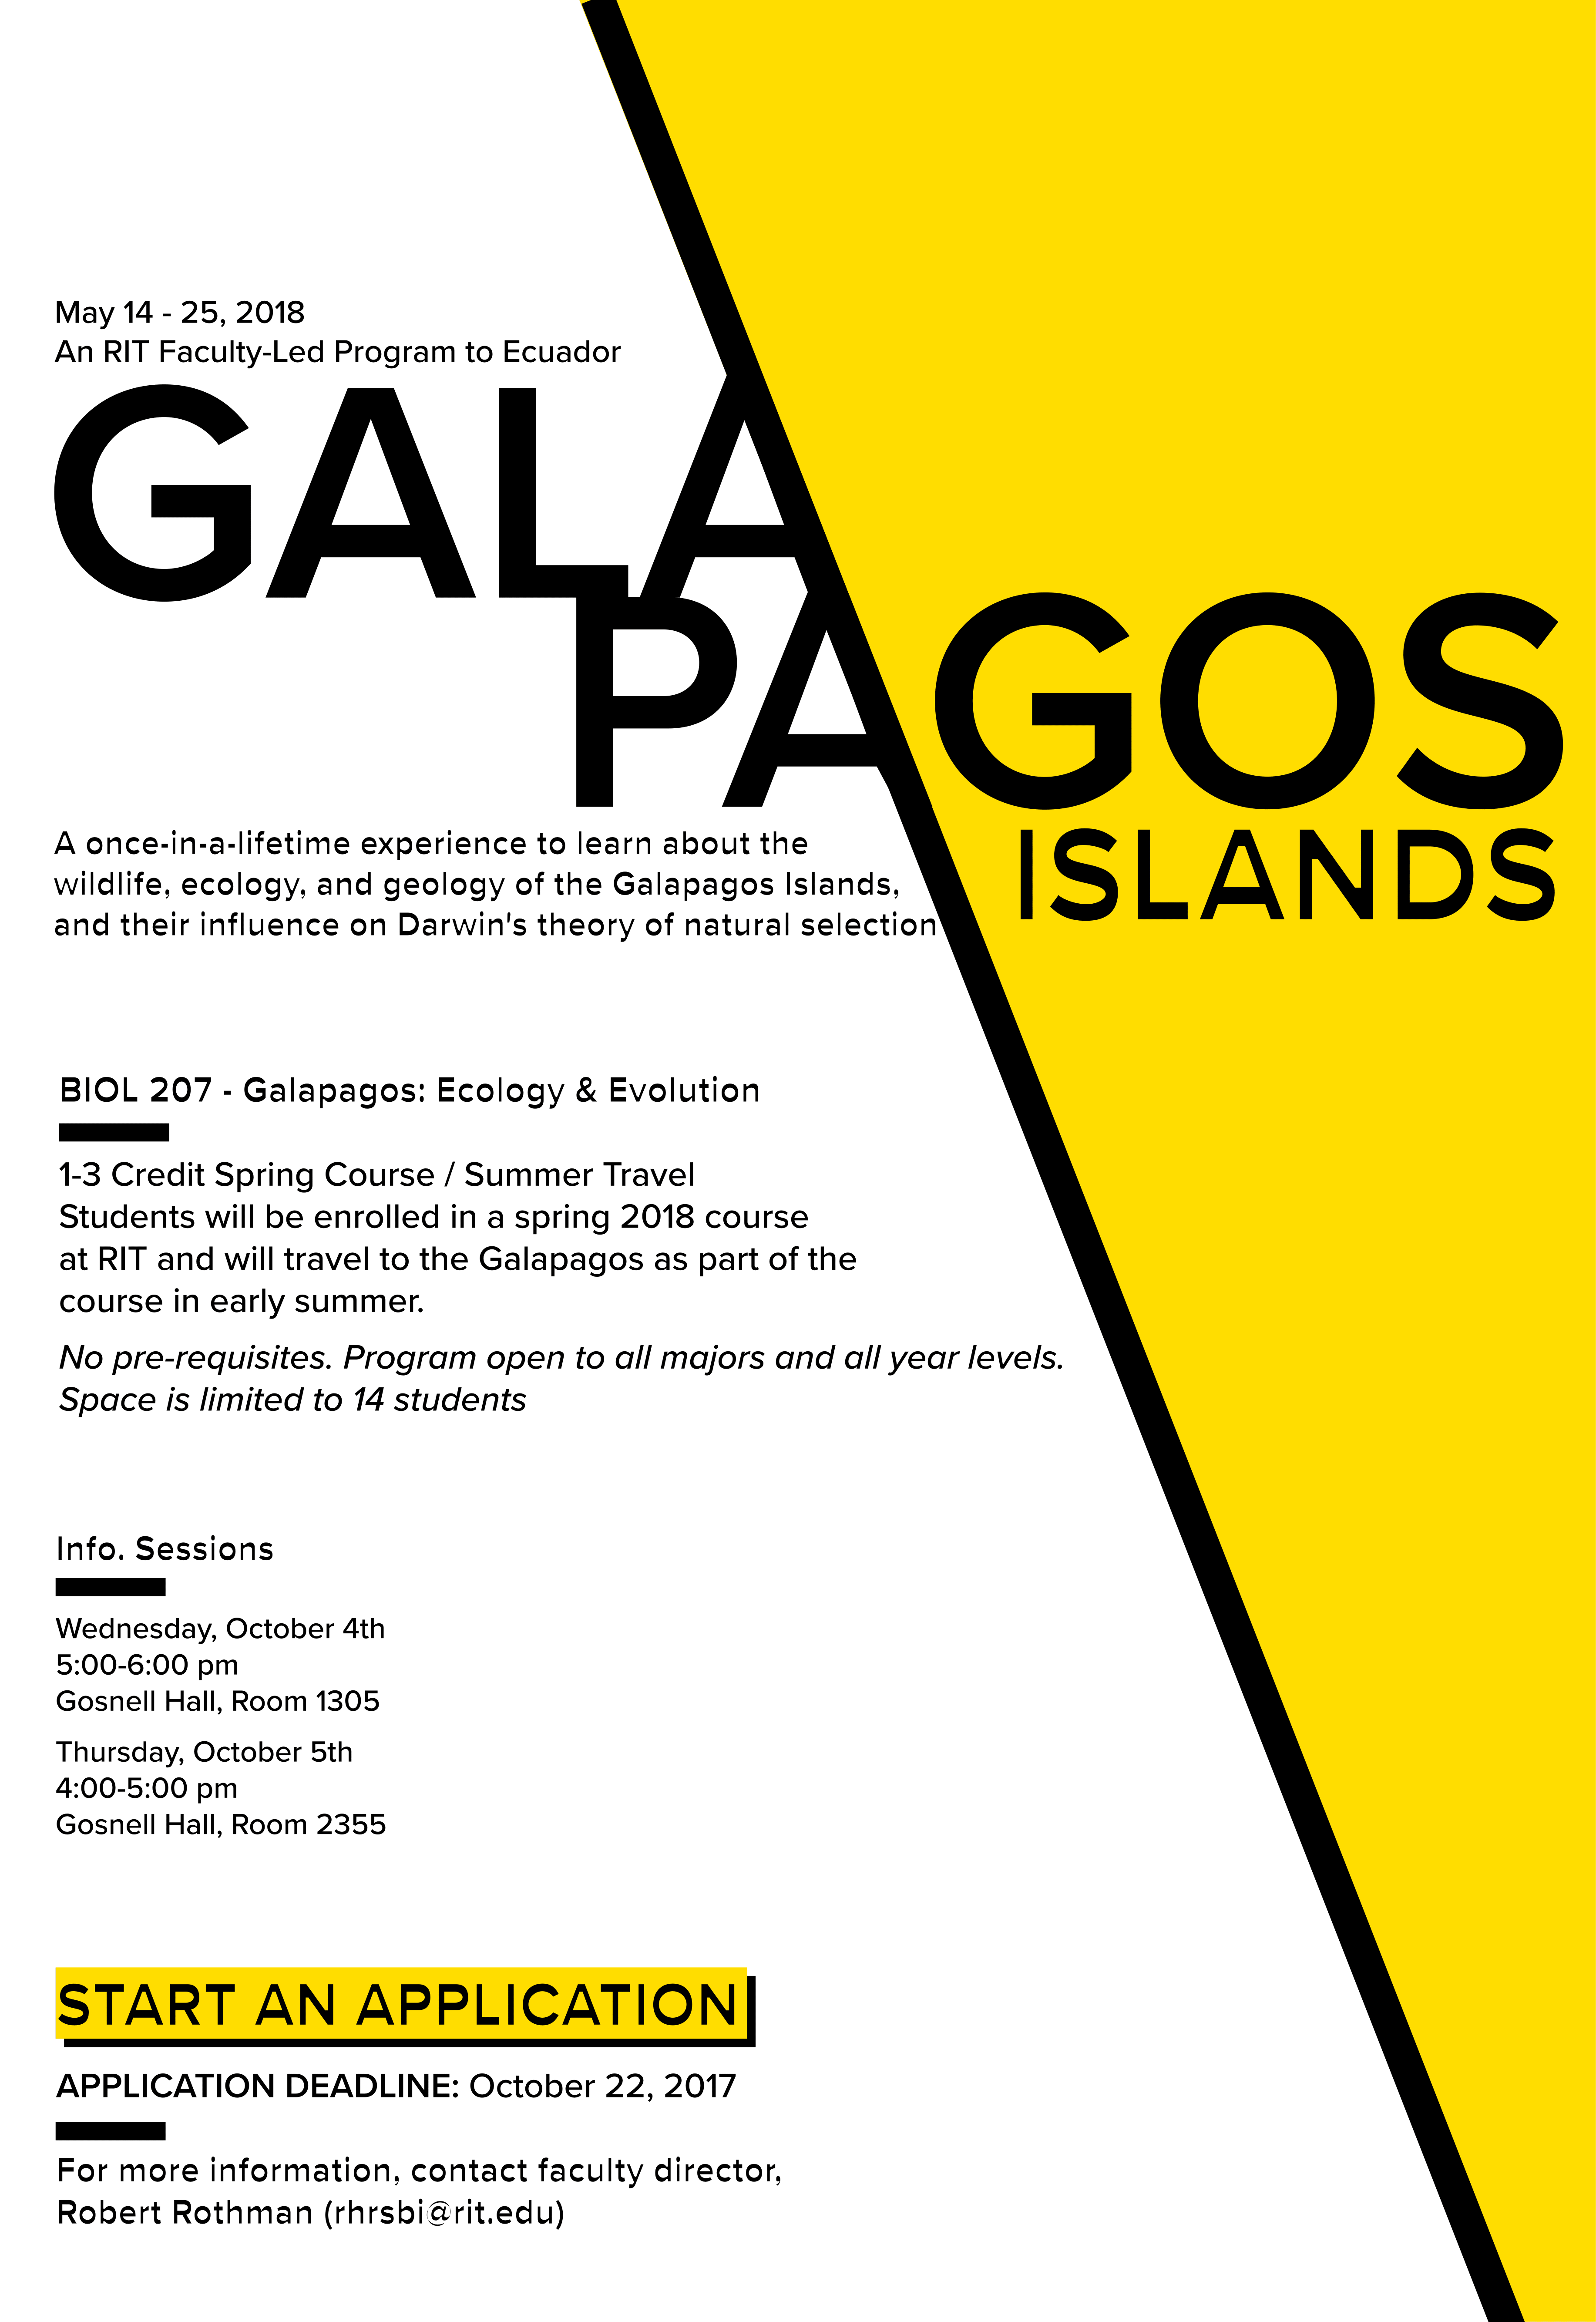 May 14 - 25, 2018
An RIT Faculty-Led Program to Ecuador
GALA
PAGOS
ISLANDS
A once-in-a-lifetime experience to learn about the
wildlife, ecology, and geology of the Galapagos Islands,
and their influence on Darwin's theory of natural selection
BIOL 207 - Galapagos: Ecology & Evolution
1-3 Credit Spring Course / Summer Travel
Students will be enrolled in a spring 2018 course
at RIT and will travel to the Galapagos as part of the
course in early summer.
No pre-requisites. Program open to all majors and all year levels.
Space is limited to 14 students
Info. Sessions
Wednesday, October 4th
5:00-6:00 pm
Gosnell Hall, Room 1305
Thursday, October 5th
4:00-5:00 pm
Gosnell Hall, Room 2355
START AN APPLICATION
APPLICATION DEADLINE: October 22, 2017
For more information, contact faculty director,
Robert Rothman (rhrsbi@rit.edu)